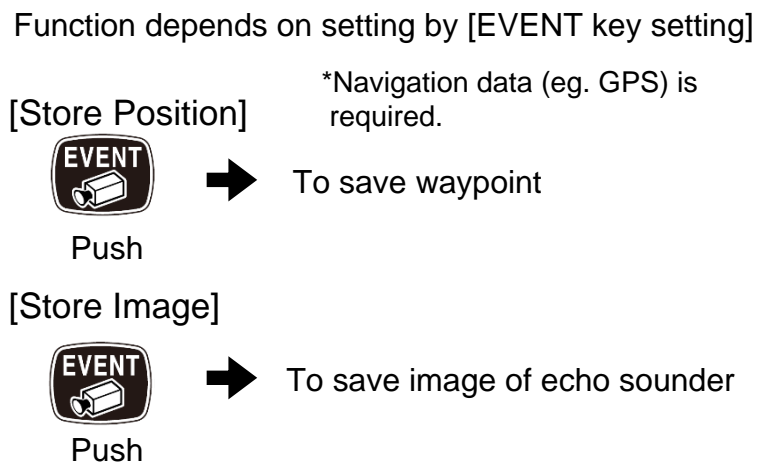 Function depends on setting by [EVENT key setting]
*Navigation data (eg. GPS) is
required.
[Store Position]
EVENT
To save waypoint
Push
[Store Image]
EVENT
To save image of echo sounder
Push